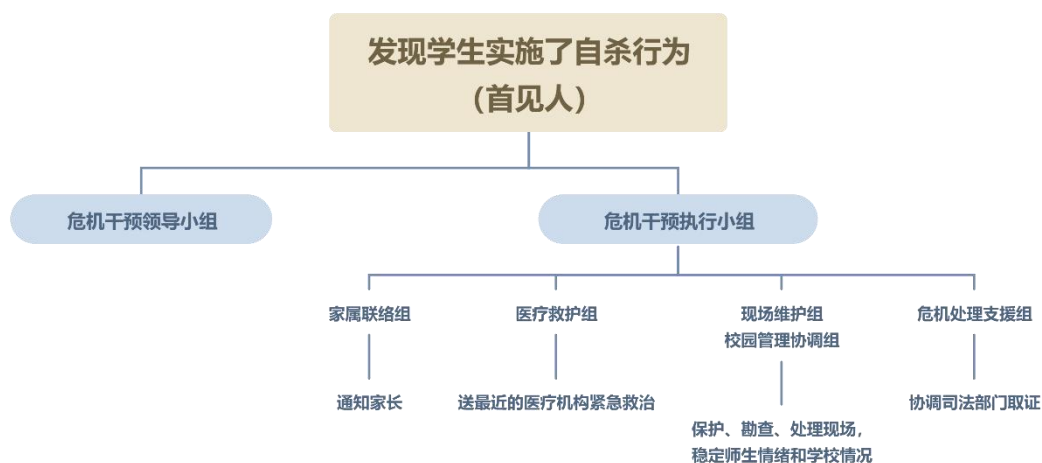 发现学生实施了自杀行为
（首见人）
危机干预领导小组
危机干预执行小组
家属联络组
医疗救护组
现场维护组
校园管理协调组
危机处理支援组
通知家长
送最近的医疗机构紧急救治
保护、勘查、处理现场，
稳定师生情绪和学校情况
协调司法部门取证